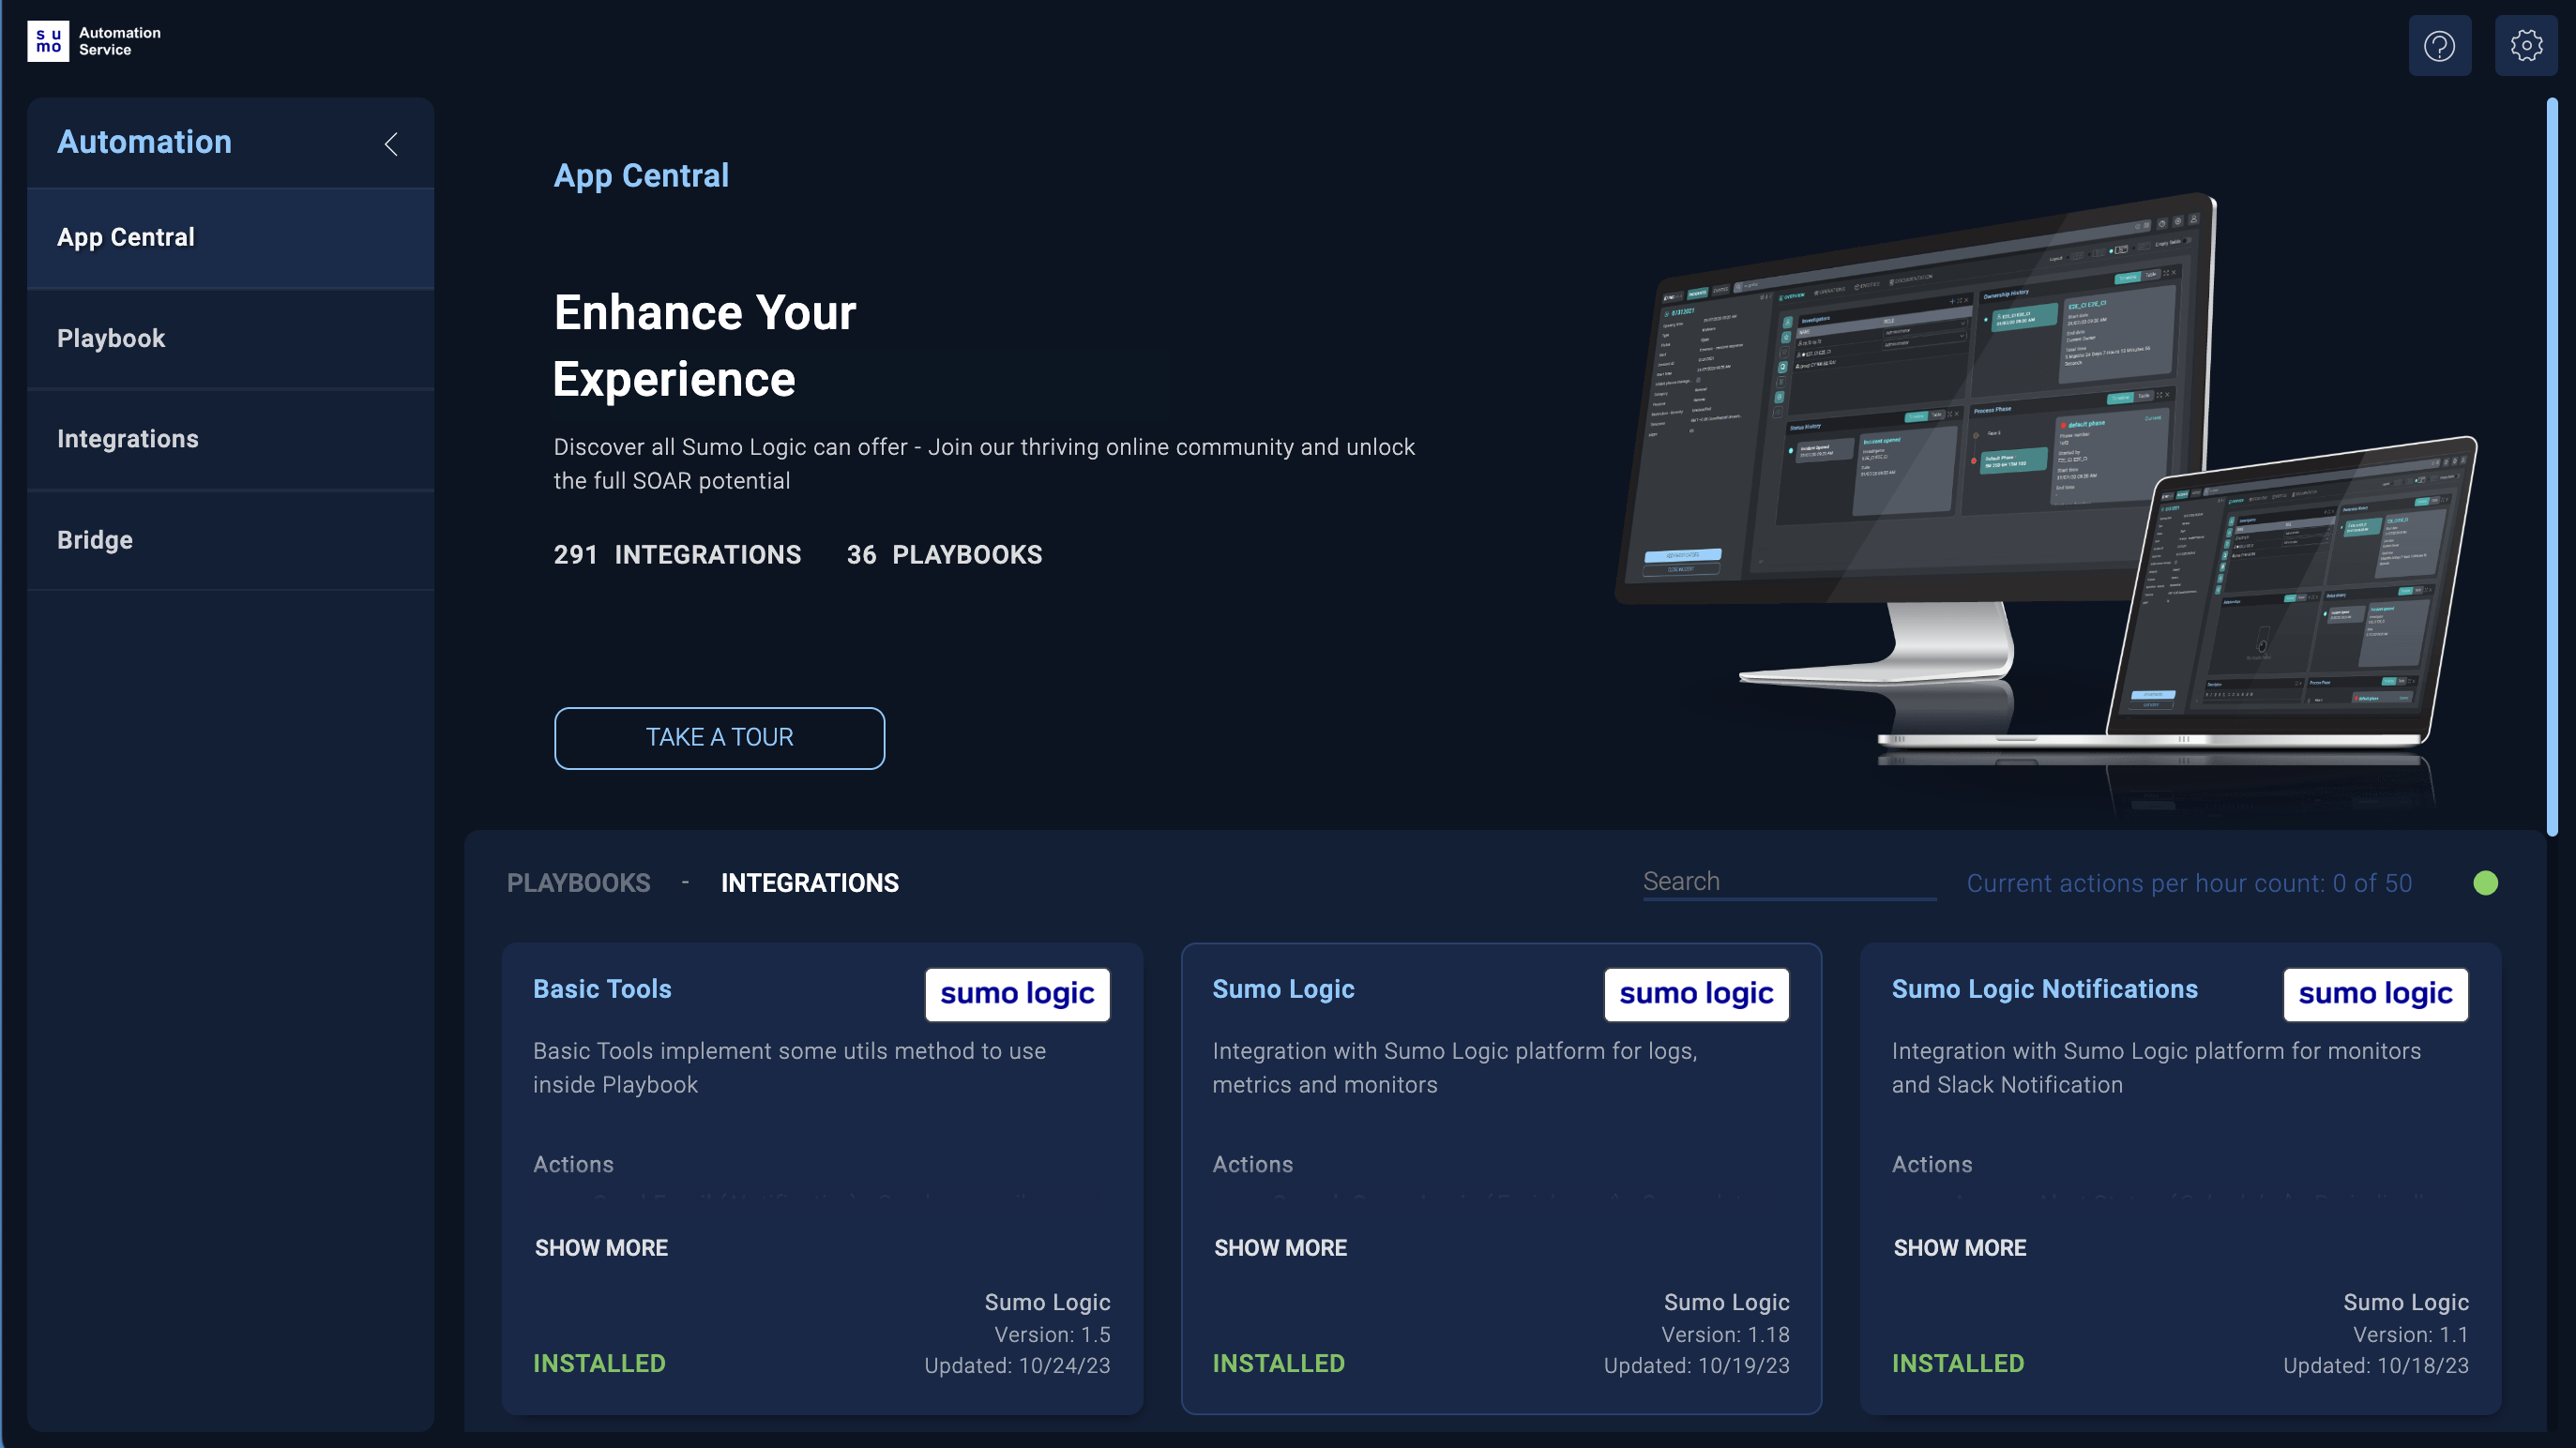 su
mo
Automation
Service
Automation
App Central
Playbook
Integrations
Bridge
App Central
Enhance Your
Experience
Discover all Sumo Logic can offer - Join our thriving online community and unlock
the full SOAR potential
291 INTEGRATIONS 36 PLAYBOOKS
TAKE A TOUR
PLAYBOOKS - INTEGRATIONS
Search
Current actions per hour count: 0 of 50
Basic Tools
sumo logic
Basic Tools implement some utils method to use
inside Playbook
Actions
SHOW MORE
Sumo Logic
Version: 1.5
INSTALLED
Updated: 10/24/23
Sumo Logic
sumo logic
Integration with Sumo Logic platform for logs,
metrics and monitors
Actions
SHOW MORE
Sumo Logic
Version: 1.18
INSTALLED
Updated: 10/19/23
Sumo Logic Notifications
sumo logic
Integration with Sumo Logic platform for monitors
and Slack Notification
Actions
SHOW MORE
Sumo Logic
Version: 1.1
INSTALLED
Updated: 10/18/23